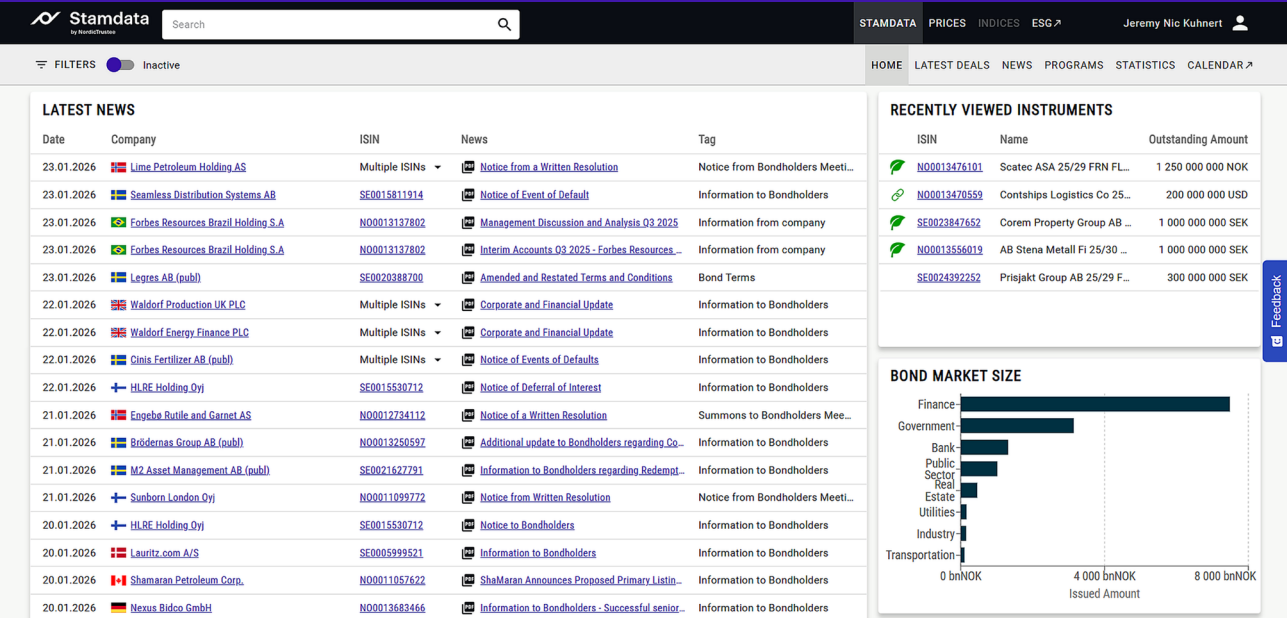 Stamdata
by NordicTrustee
Search
STAMDATA PRICES INDICES ESG↗ Jeremy Nic Kuhnert
FILTERS Inactive
HOME LATEST DEALS NEWS PROGRAMS STATISTICS CALENDAR↗
LATEST NEWS
Date Company ISIN News Tag
23.01.2026 Lime Petroleum Holding AS Multiple ISINs PDF Notice from a Written Resolution Notice from Bondholders Meeti...
23.01.2026 Seamless Distribution Systems AB SE0015811914 PDF Notice of Event of Default Information to Bondholders
23.01.2026 Forbes Resources Brazil Holding S.A NO0013137802 PDF Management Discussion and Analysis Q3 2025 Information from company
23.01.2026 Forbes Resources Brazil Holding S.A NO0013137802 PDF Interim Accounts Q3 2025 - Forbes Resources ... Information from company
23.01.2026 Legres AB (publ) SE0020388700 PDF Amended and Restated Terms and Conditions Bond Terms
22.01.2026 Waldorf Production UK PLC Multiple ISINs PDF Corporate and Financial Update Information to Bondholders
22.01.2026 Waldorf Energy Finance PLC Multiple ISINs PDF Corporate and Financial Update Information to Bondholders
22.01.2026 Cinis Fertilizer AB (publ) Multiple ISINs PDF Notice of Events of Defaults Information to Bondholders
22.01.2026 HLRE Holding Oyj SE0015530712 PDF Notice of Deferral of Interest Information to Bondholders
21.01.2026 Engebø Rutile and Garnet AS NO0012734112 PDF Notice of a Written Resolution Summons to Bondholders Mee...
21.01.2026 Brödernas Group AB (publ) NO0013250597 PDF Additional update to Bondholders regarding Co... Information to Bondholders
21.01.2026 M2 Asset Management AB (publ) SE0021627791 PDF Information to Bondholders regarding Redempt... Information to Bondholders
21.01.2026 Sunborn London Oyj NO0011099772 PDF Notice from Written Resolution Notice from Bondholders Meeti...
20.01.2026 HLRE Holding Oyj SE0015530712 PDF Notice to Bondholders Information to Bondholders
20.01.2026 Lauritz.com A/S SE0005999521 PDF Information to Bondholders Information to Bondholders
20.01.2026 Shamaran Petroleum Corp. NO0011057622 PDF ShaMaran Announces Proposed Primary Listin... Information to Bondholders
20.01.2026 Nexus Bidco GmbH NO0013683466 PDF Information to Bondholders - Successful senior... Information to Bondholders
RECENTLY VIEWED INSTRUMENTS
ISIN Name Outstanding Amount
NO0013476101 Scatec ASA 25/29 FRN FL... 1 250 000 000 NOK
NO0013470559 Contships Logistics Co 25... 200 000 000 USD
SE0023847652 Corem Property Group AB ... 1 000 000 000 SEK
NO0013556019 AB Stena Metall Fi 25/30 ... 1 000 000 000 SEK
SE0024392252 Prisjakt Group AB 25/29 F... 300 000 000 SEK
Feedback
BOND MARKET SIZE
Finance
Government
Bank
Public
Sector
Real
Estate
Utilities
Industry
Transportation
0 bnNOK 4 000 bnNOK 8 000 bnNOK
Issued Amount